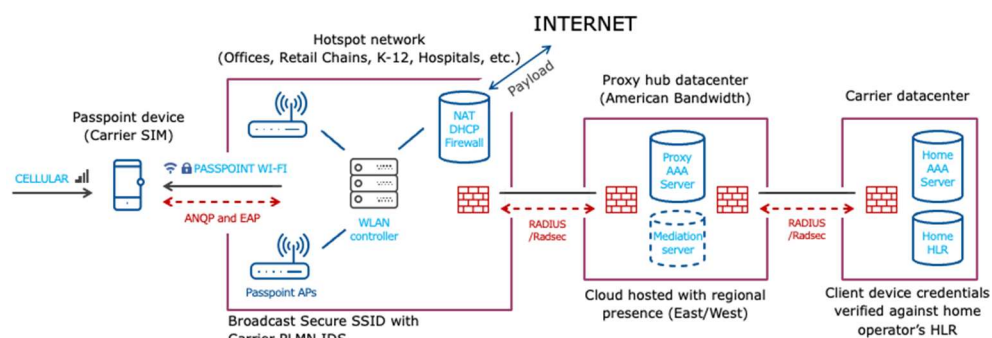 INTERNET
Hotspot network
(Offices, Retail Chains, K-12, Hospitals, etc.)
Payload
Proxy hub datacenter
(American Bandwidth)
Carrier datacenter
Passpoint device
(Carrier SIM)
NAT
DHCP
Firewall
Proxy
AAA
Server
Home
AAA
Server
CELLULAR
PASSPOINT WI-FI
ANQP and EAP
WLAN
controller
RADIUS
/Radsec
Mediation
server
RADIUS
/Radsec
Home
HLR
Passpoint APs
Cloud hosted with regional
presence (East/West)
Client device credentials
verified against home
operator's HLR
Broadcast Secure SSID with
Carrier PLMN IDS